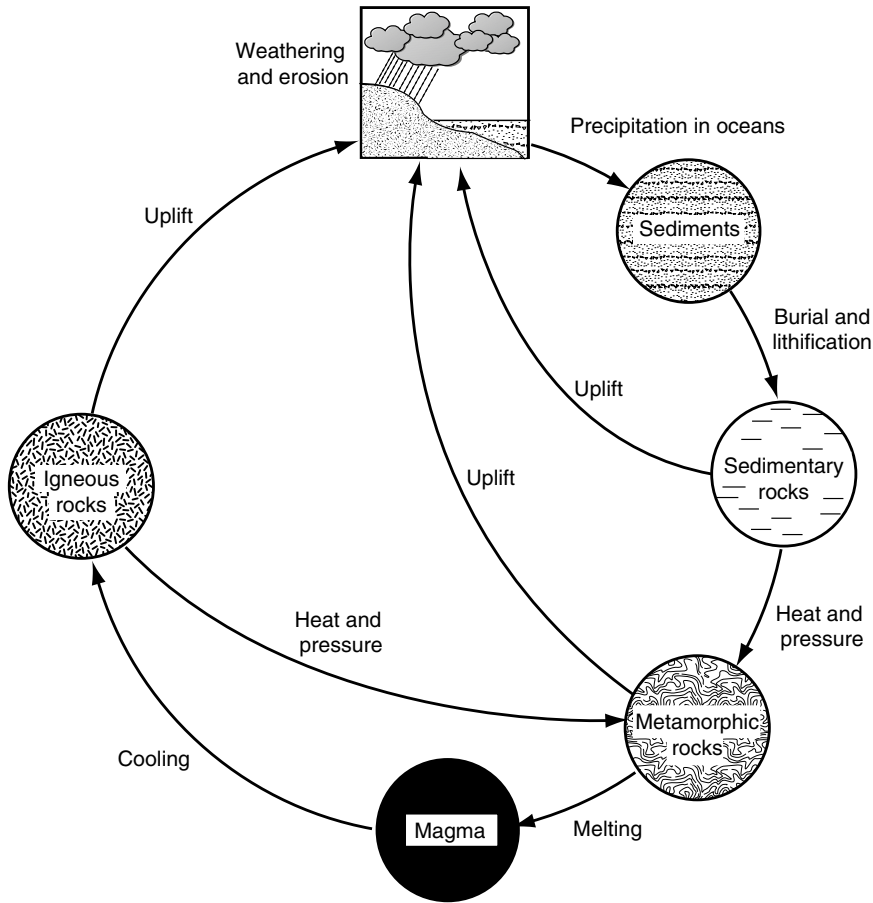 Weathering
and erosion
Precipitation in oceans
Sediments
Uplift
Burial and
lithification
Uplift
Sedimentary
rocks
Igneous
rocks
Uplift
Heat and
pressure
Heat and
pressure
Metamorphic
rocks
Cooling
Magma
Melting